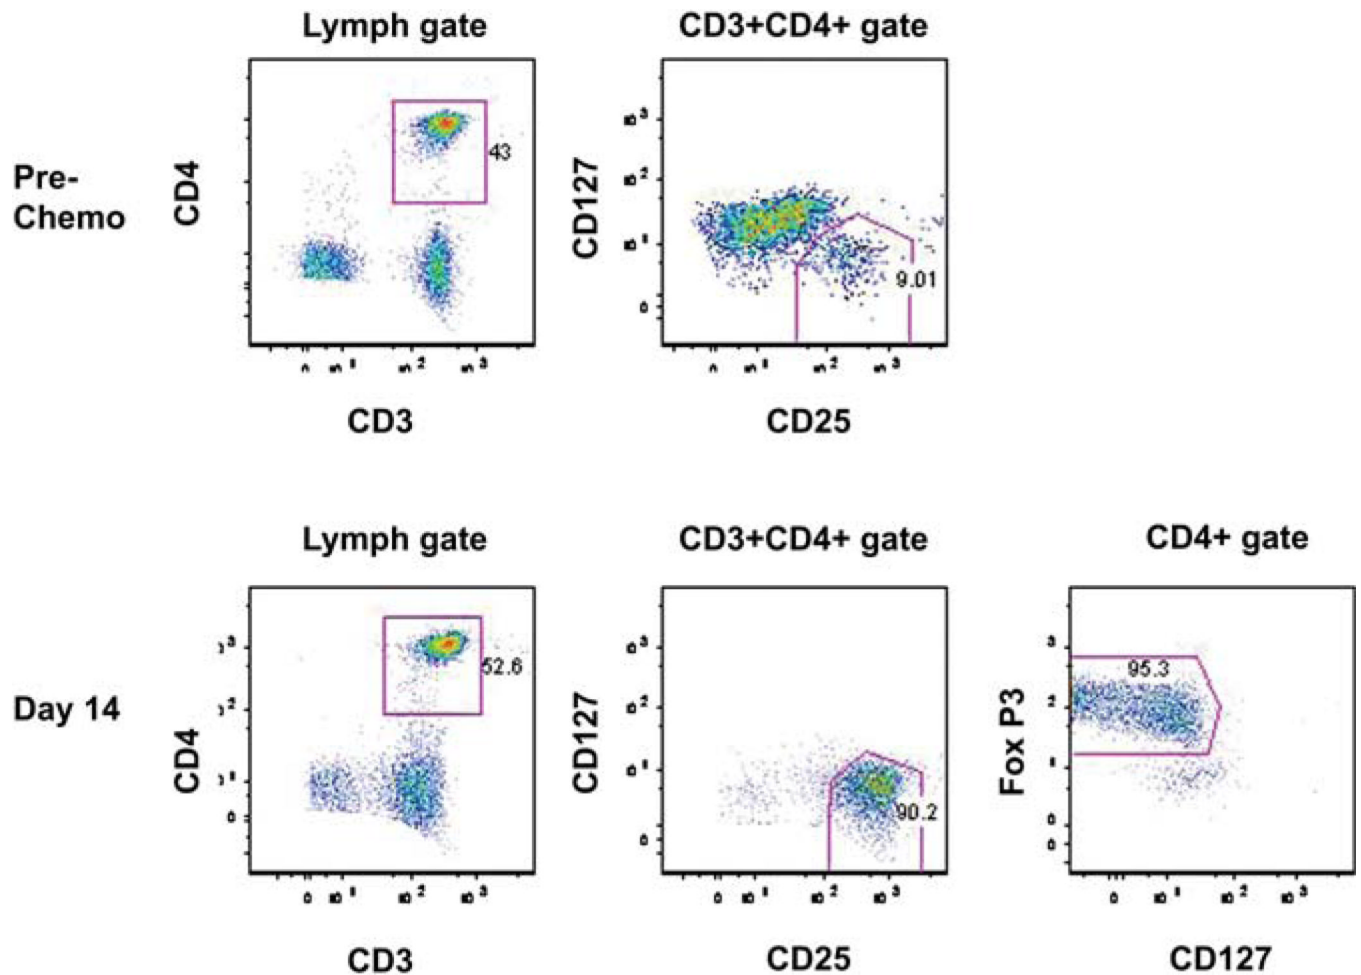 Lymph gate
CD3+CD4+ gate
Pre-
Chemo
CD4
43
CD3
CD127
9.01
CD25
Lymph gate
CD3+CD4+ gate
CD4+ gate
Day 14
CD4
52.6
CD3
CD127
90.2
CD25
Fox P3
95.3
CD127